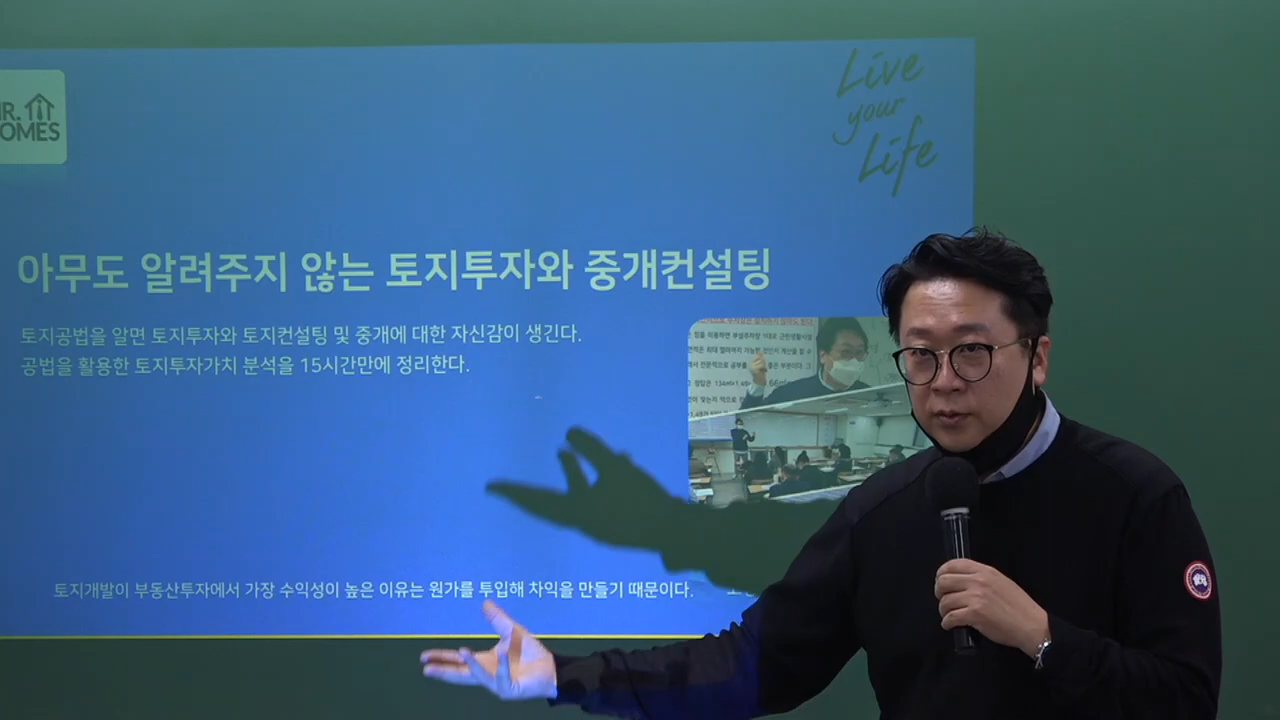 Live
your
Life
R.
OMES
아무도 알려주지 않는 토지투자와 중개컨설팅
토지공법을 알면 토지투자와 토지컨설팅 및 중개에 대한 자신감이 생긴다.
공법을 활용한 토지투자가치 분석을 15시간만에 정리한다.
토지개발이 부동산투자에서 가장 수익성이 높은 이유는 원가를 투입해 차익을 만들기 때문이다.